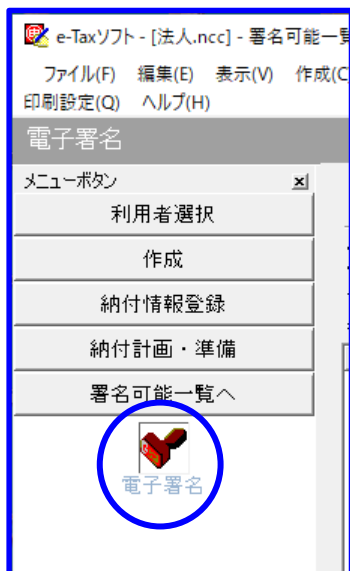 e-Taxソフト - [法人.ncc] - 署名可能一覧
ファイル(F) 編集(E) 表示(V) 作成(C
印刷設定(Q) ヘルプ(H)
電子署名
メニューボタン
利用者選択
作成
納付情報登録
納付計画・準備
署名可能一覧へ
電子署名